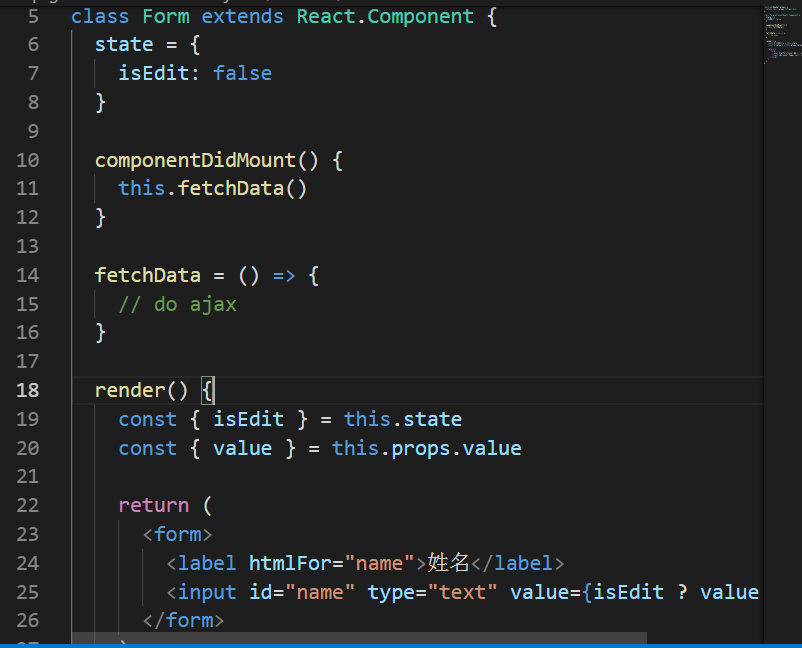 5 class Form extends React.Component {
6 state = {
7 isEdit: false
8 }
9
10 componentDidMount() {
11 this.fetchData()
12 }
13
14 fetchData = () => {
15 // do ajax
16 }
17
18 render() {
19 const { isEdit } = this.state
20 const { value } = this.props.value
21
22 return (
23 <form>
24 <label htmlFor="name">姓名</label>
25 <input id="name" type="text" value={isEdit ? value
26 </form>